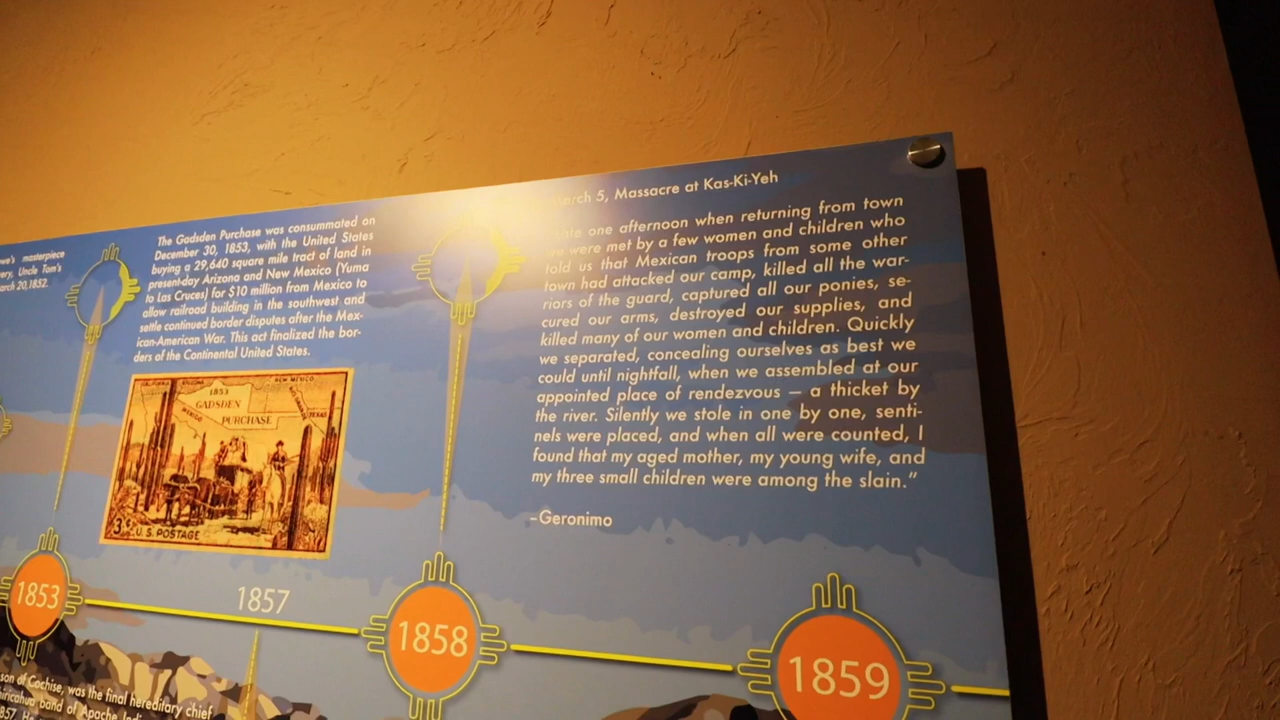 masterpiece
Uncle Tom's
20, 1852.
The Gadsden Purchase was consummated on
December 30, 1853, with the United States
buying a 29,640 square mile tract of land in
present-day Arizona and New Mexico (Yuma
to Las Cruces) for $10 million from Mexico to
allow railroad building in the southwest and
settle continued border disputes after the Mex-
ican-American War. This act finalized the bor-
ders of the Continental United States.
CALIFORNIA ARIZONA NEW MEXICO
1853
GADSDEN
PURCHASE
MEXICO
TEXAS
3¢ U.S. POSTAGE
5, Massacre at Kas-Ki-Yeh
one afternoon when returning from town
were met by a few women and children who
told us that Mexican troops from some other
town had attacked our camp, killed all the war-
riors of the guard, captured all our ponies, se-
cured our arms, destroyed our supplies, and
killed many of our women and children. Quickly
we separated, concealing ourselves as best we
could until nightfall, when we assembled at our
appointed place of rendezvous — a thicket by
the river. Silently we stole in one by one, senti-
nels were placed, and when all were counted, I
found that my aged mother, my young wife, and
my three small children were among the slain.”
–Geronimo
1853
1857
1858
1859
son of Cochise, was the final hereditary chief
band of Apache